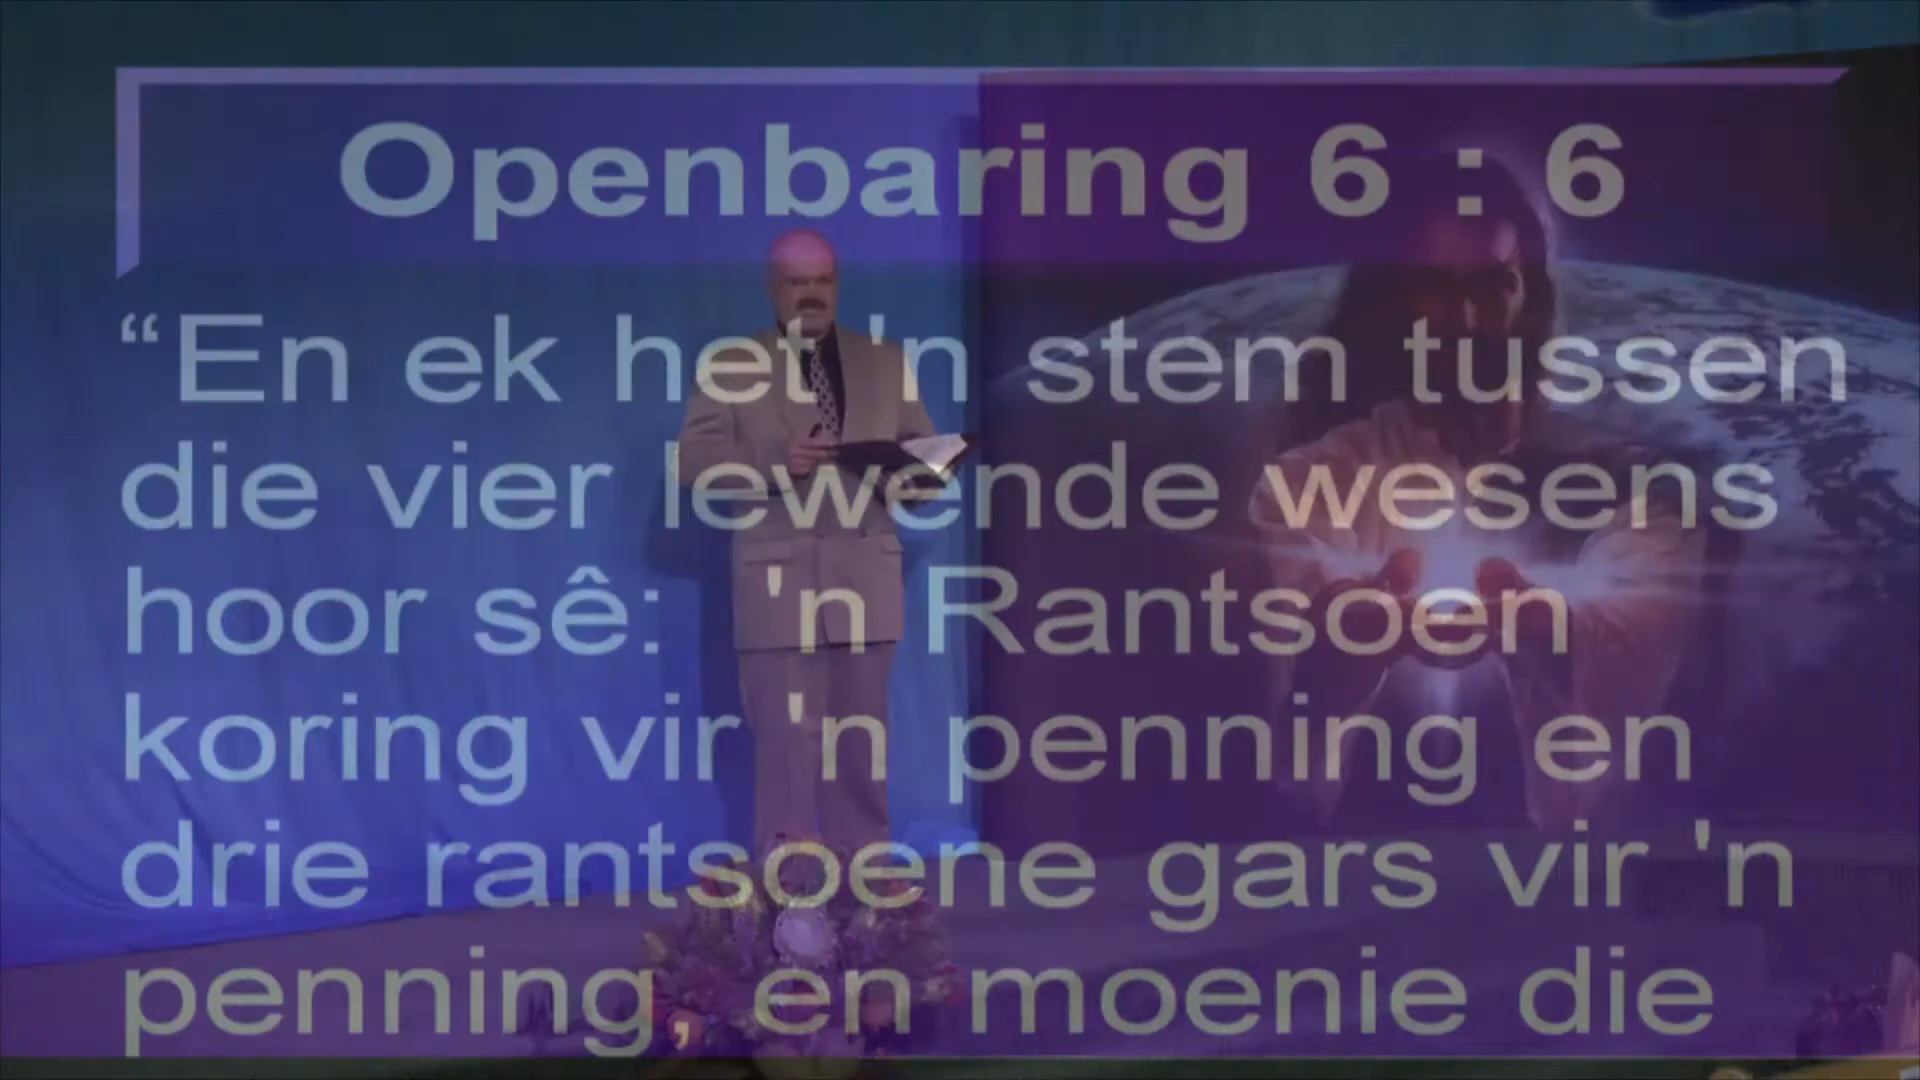 Openbaring 6 : 6
“En ek het 'n stem tussen
die vier lewende wesens
hoor sê: 'n Rantsoen
koring vir 'n penning en
drie rantsoene gars vir 'n
penning, en moenie die